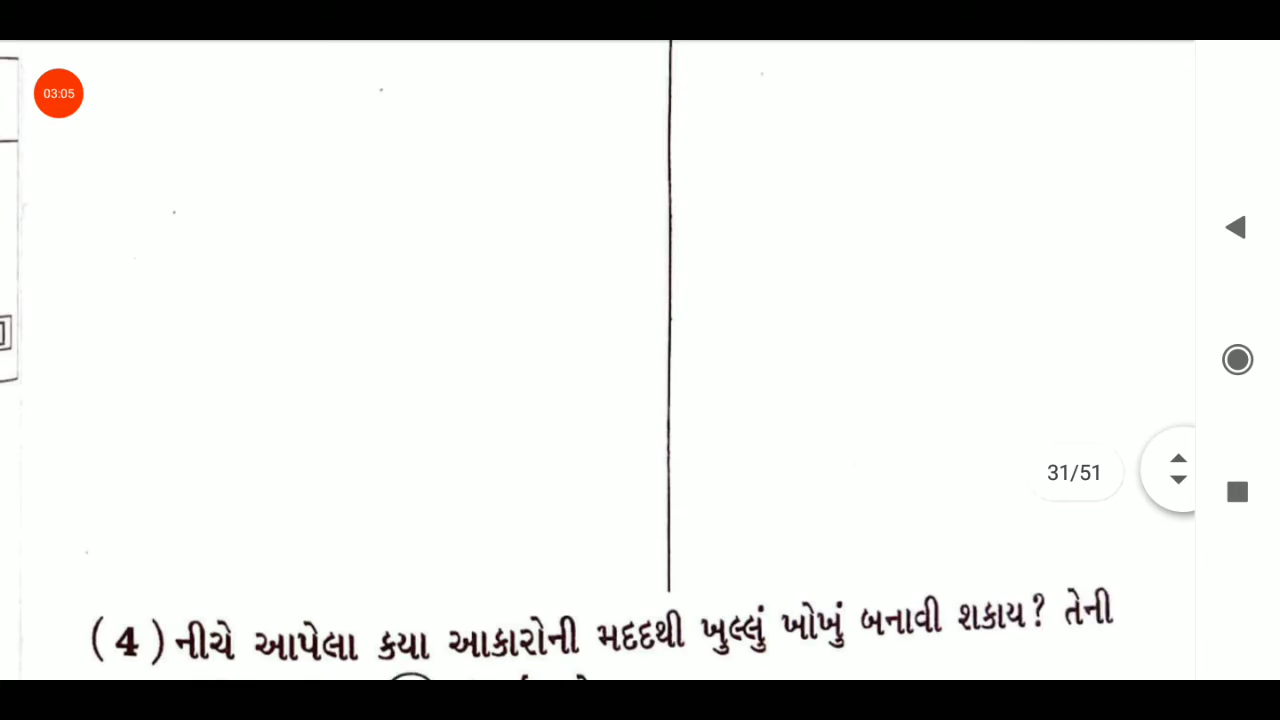 03:05
31/51
(4) નીચે આપેલા કયા આકારોની મદદથી ખુલ્લું ખોખું બનાવી શકાય? તેની